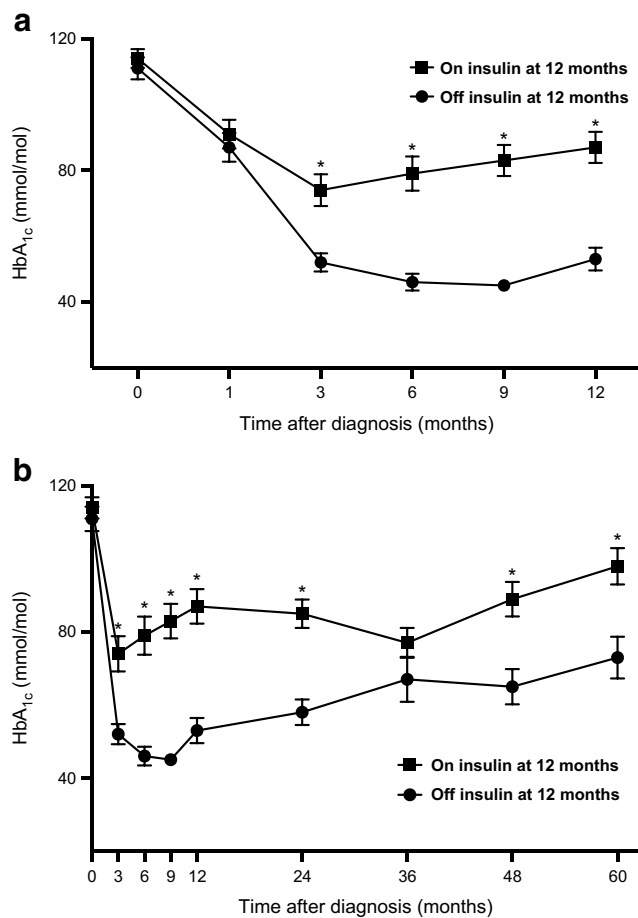 a
120
80
40
HbA1c (mmol/mol)
On insulin at 12 months
Off insulin at 12 months
* * * *
0 1 3 6 9 12
Time after diagnosis (months)
b
120
80
40
HbA1c (mmol/mol)
* * * * * * *
On insulin at 12 months
Off insulin at 12 months
0 3 6 9 12 24 36 48 60
Time after diagnosis (months)